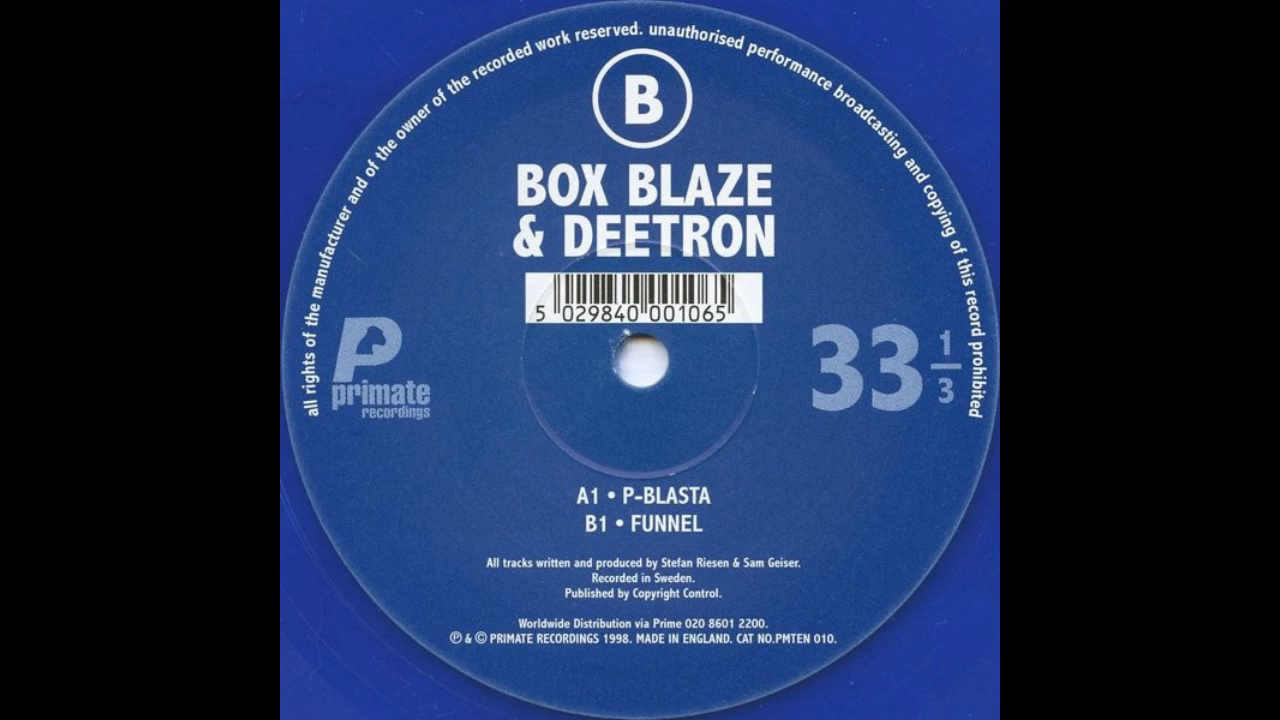 all rights of the manufacturer and of the owner of the recorded work reserved. unauthorised performance broadcasting and copying of this record prohibited
B
BOX BLAZE
& DEETRON
5 029840 001065
P
primate
recordings
33 1/3
A1 • P-BLASTA
B1 • FUNNEL
All tracks written and produced by Stefan Riesen & Sam Geiser.
Recorded in Sweden.
Published by Copyright Control.
Worldwide Distribution via Prime 020 8601 2200.
℗ & © PRIMATE RECORDINGS 1998. MADE IN ENGLAND. CAT NO.PMTEN 010.